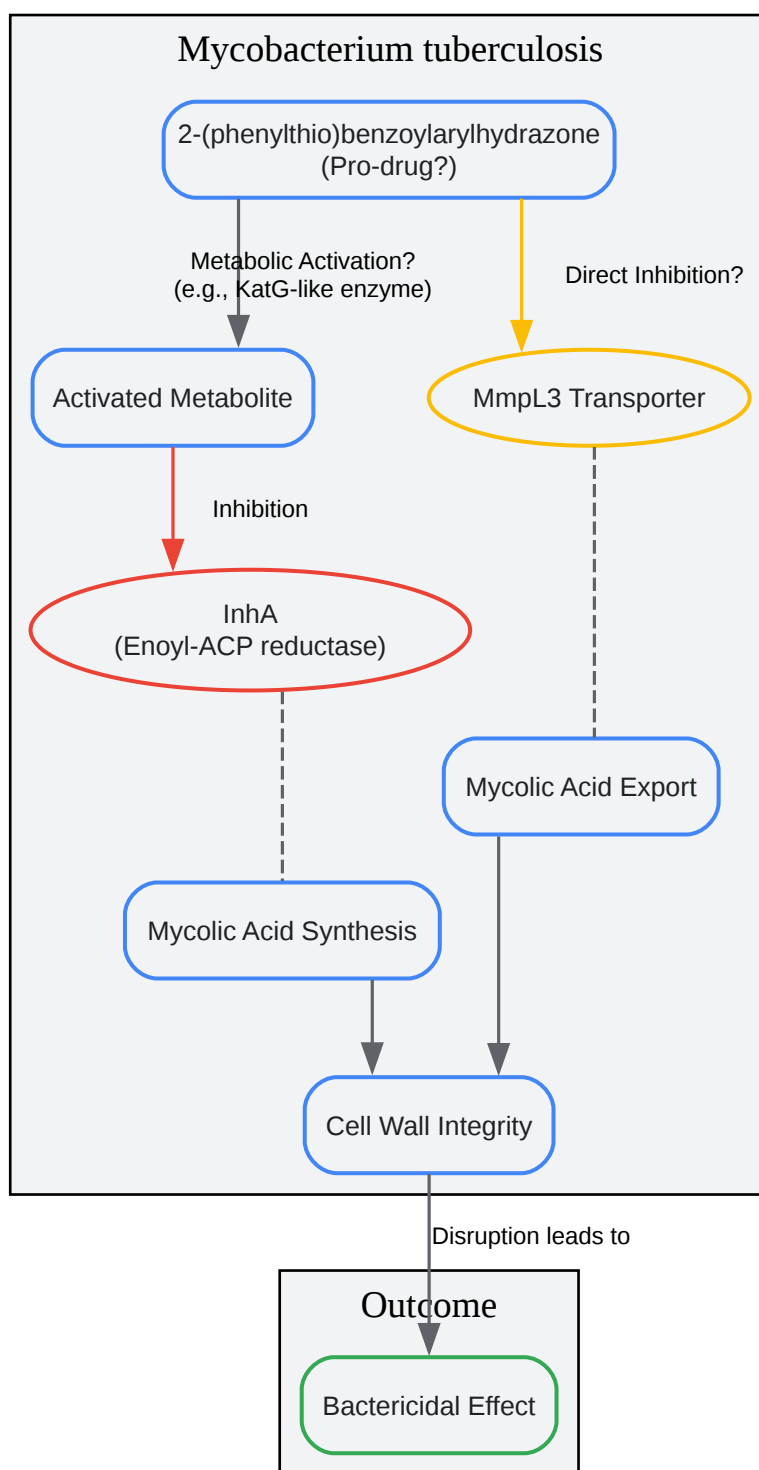 Mycobacterium tuberculosis
2-(phenylthio)benzoylarylhydrazone
(Pro-drug?)
Metabolic Activation?
(e.g., KatG-like enzyme)
Direct Inhibition?
Activated Metabolite
MmpL3 Transporter
Inhibition
InhA
(Enoyl-ACP reductase)
Mycolic Acid Export
Mycolic Acid Synthesis
Cell Wall Integrity
Disruption leads to
Outcome
Bactericidal Effect